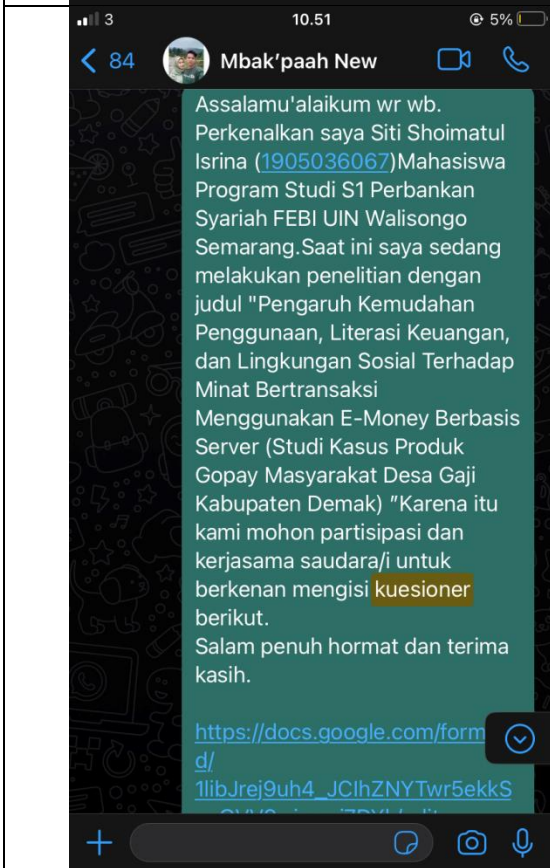 3 10.51 5%
84 Mbak'paah New
Assalamu'alaikum wr wb.
Perkenalkan saya Siti Shoimatul
Isrina (1905036067)Mahasiswa
Program Studi S1 Perbankan
Syariah FEBI UIN Walisongo
Semarang.Saat ini saya sedang
melakukan penelitian dengan
judul "Pengaruh Kemudahan
Penggunaan, Literasi Keuangan,
dan Lingkungan Sosial Terhadap
Minat Bertransaksi
Menggunakan E-Money Berbasis
Server (Studi Kasus Produk
Gopay Masyarakat Desa Gaji
Kabupaten Demak) "Karena itu
kami mohon partisipasi dan
kerjasama saudara/i untuk
berkenan mengisi kuesioner
berikut.
Salam penuh hormat dan terima
kasih.
https://docs.google.com/form
d/
1libJrej9uh4_JClhZNYTwr5ekkS